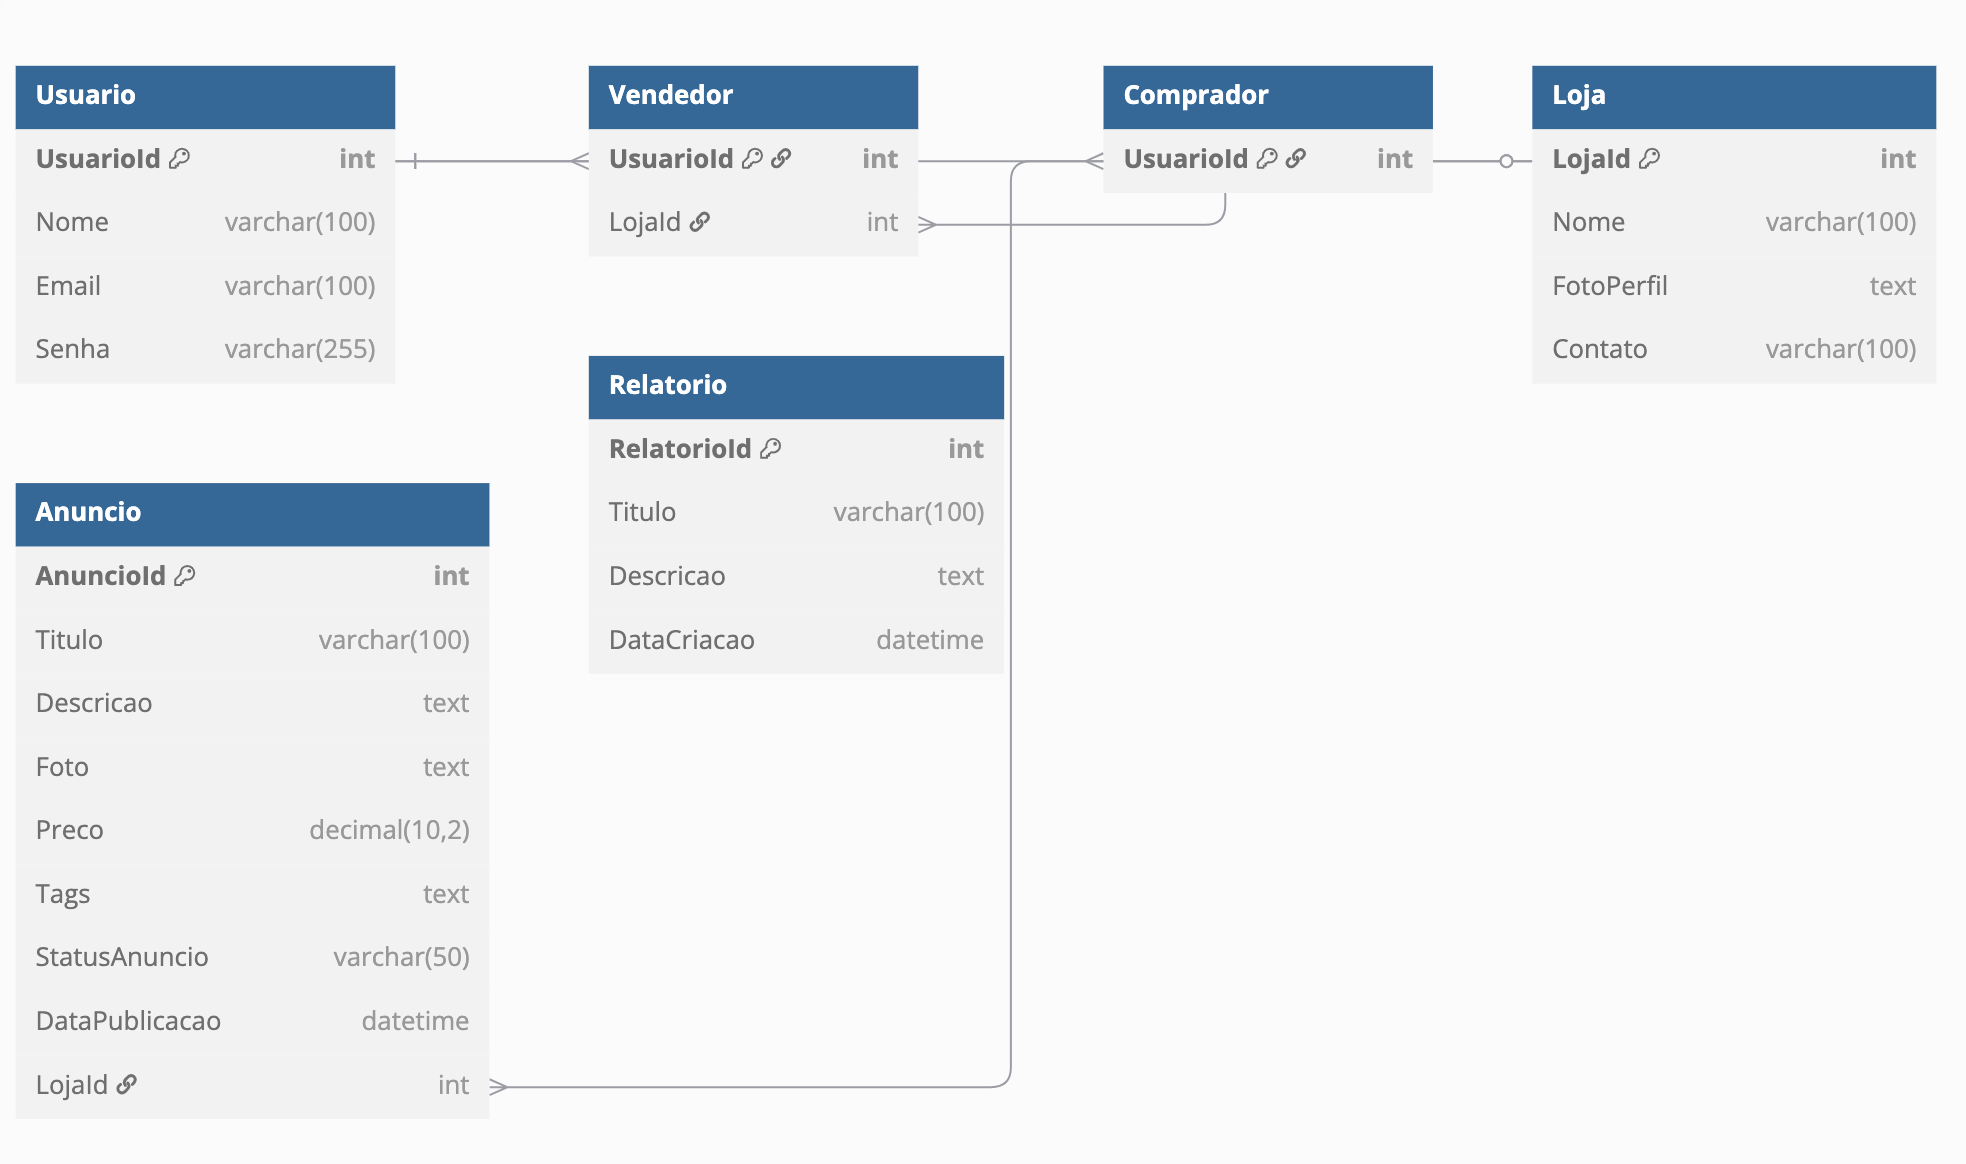 Usuario
UsuarioId int
Nome varchar(100)
Email varchar(100)
Senha varchar(255)
Vendedor
UsuarioId int
LojaId int
Comprador
UsuarioId int
Loja
LojaId int
Nome varchar(100)
FotoPerfil text
Contato varchar(100)
Relatorio
RelatorioId int
Titulo varchar(100)
Descricao text
DataCriacao datetime
Anuncio
AnuncioId int
Titulo varchar(100)
Descricao text
Foto text
Preco decimal(10,2)
Tags text
StatusAnuncio varchar(50)
DataPublicacao datetime
LojaId int